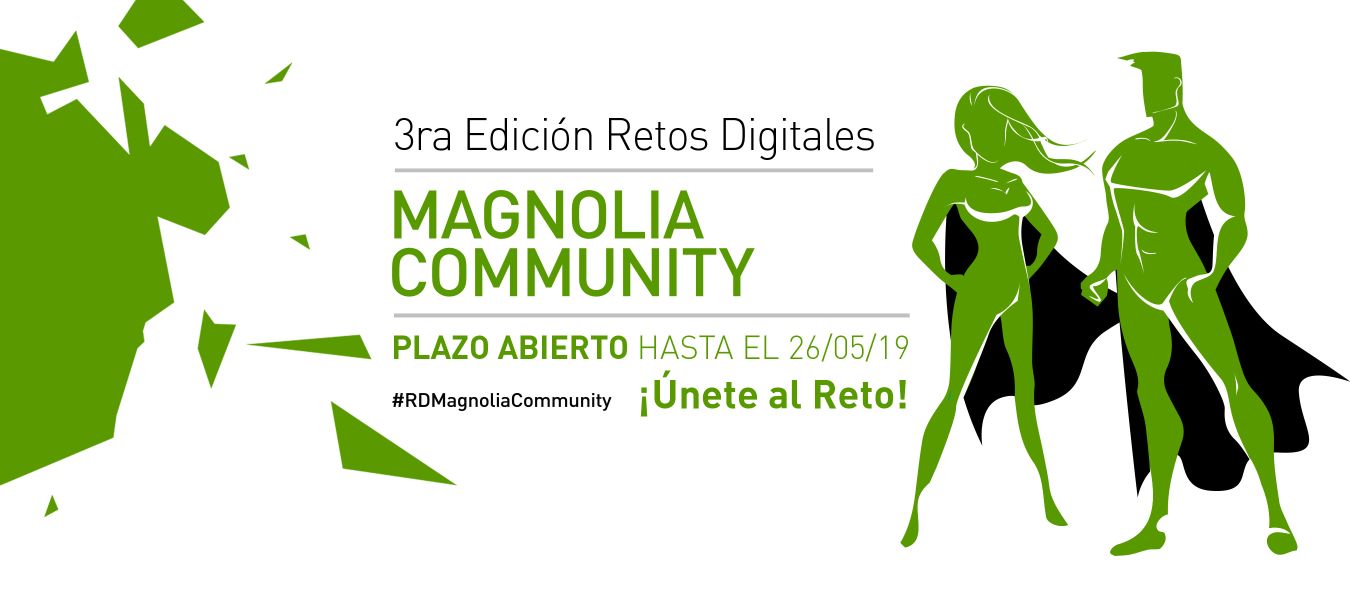 3ra Edición Retos Digitales
MAGNOLIA
COMMUNITY
PLAZO ABIERTO HASTA EL 26/05/19
#RDMagnoliaCommunity ¡Únete al Reto!